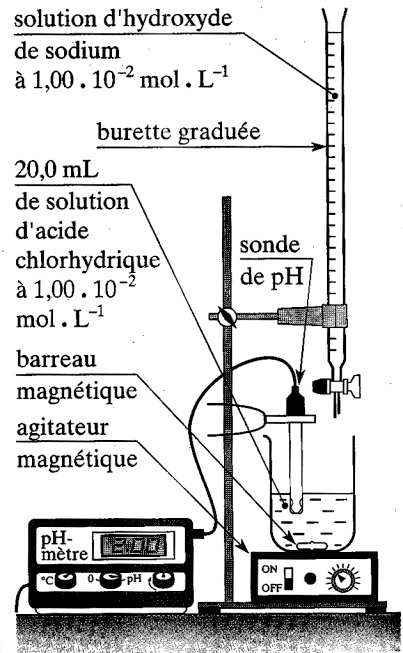 solution d'hydroxyde
de sodium
à 1,00 . 10⁻² mol . L⁻¹
burette graduée
20,0 mL
de solution
d'acide
chlorhydrique
à 1,00 . 10⁻²
mol . L⁻¹
sonde
de pH
barreau
magnétique
agitateur
magnétique
pH-
mètre
°C 0 pH
ON
OFF